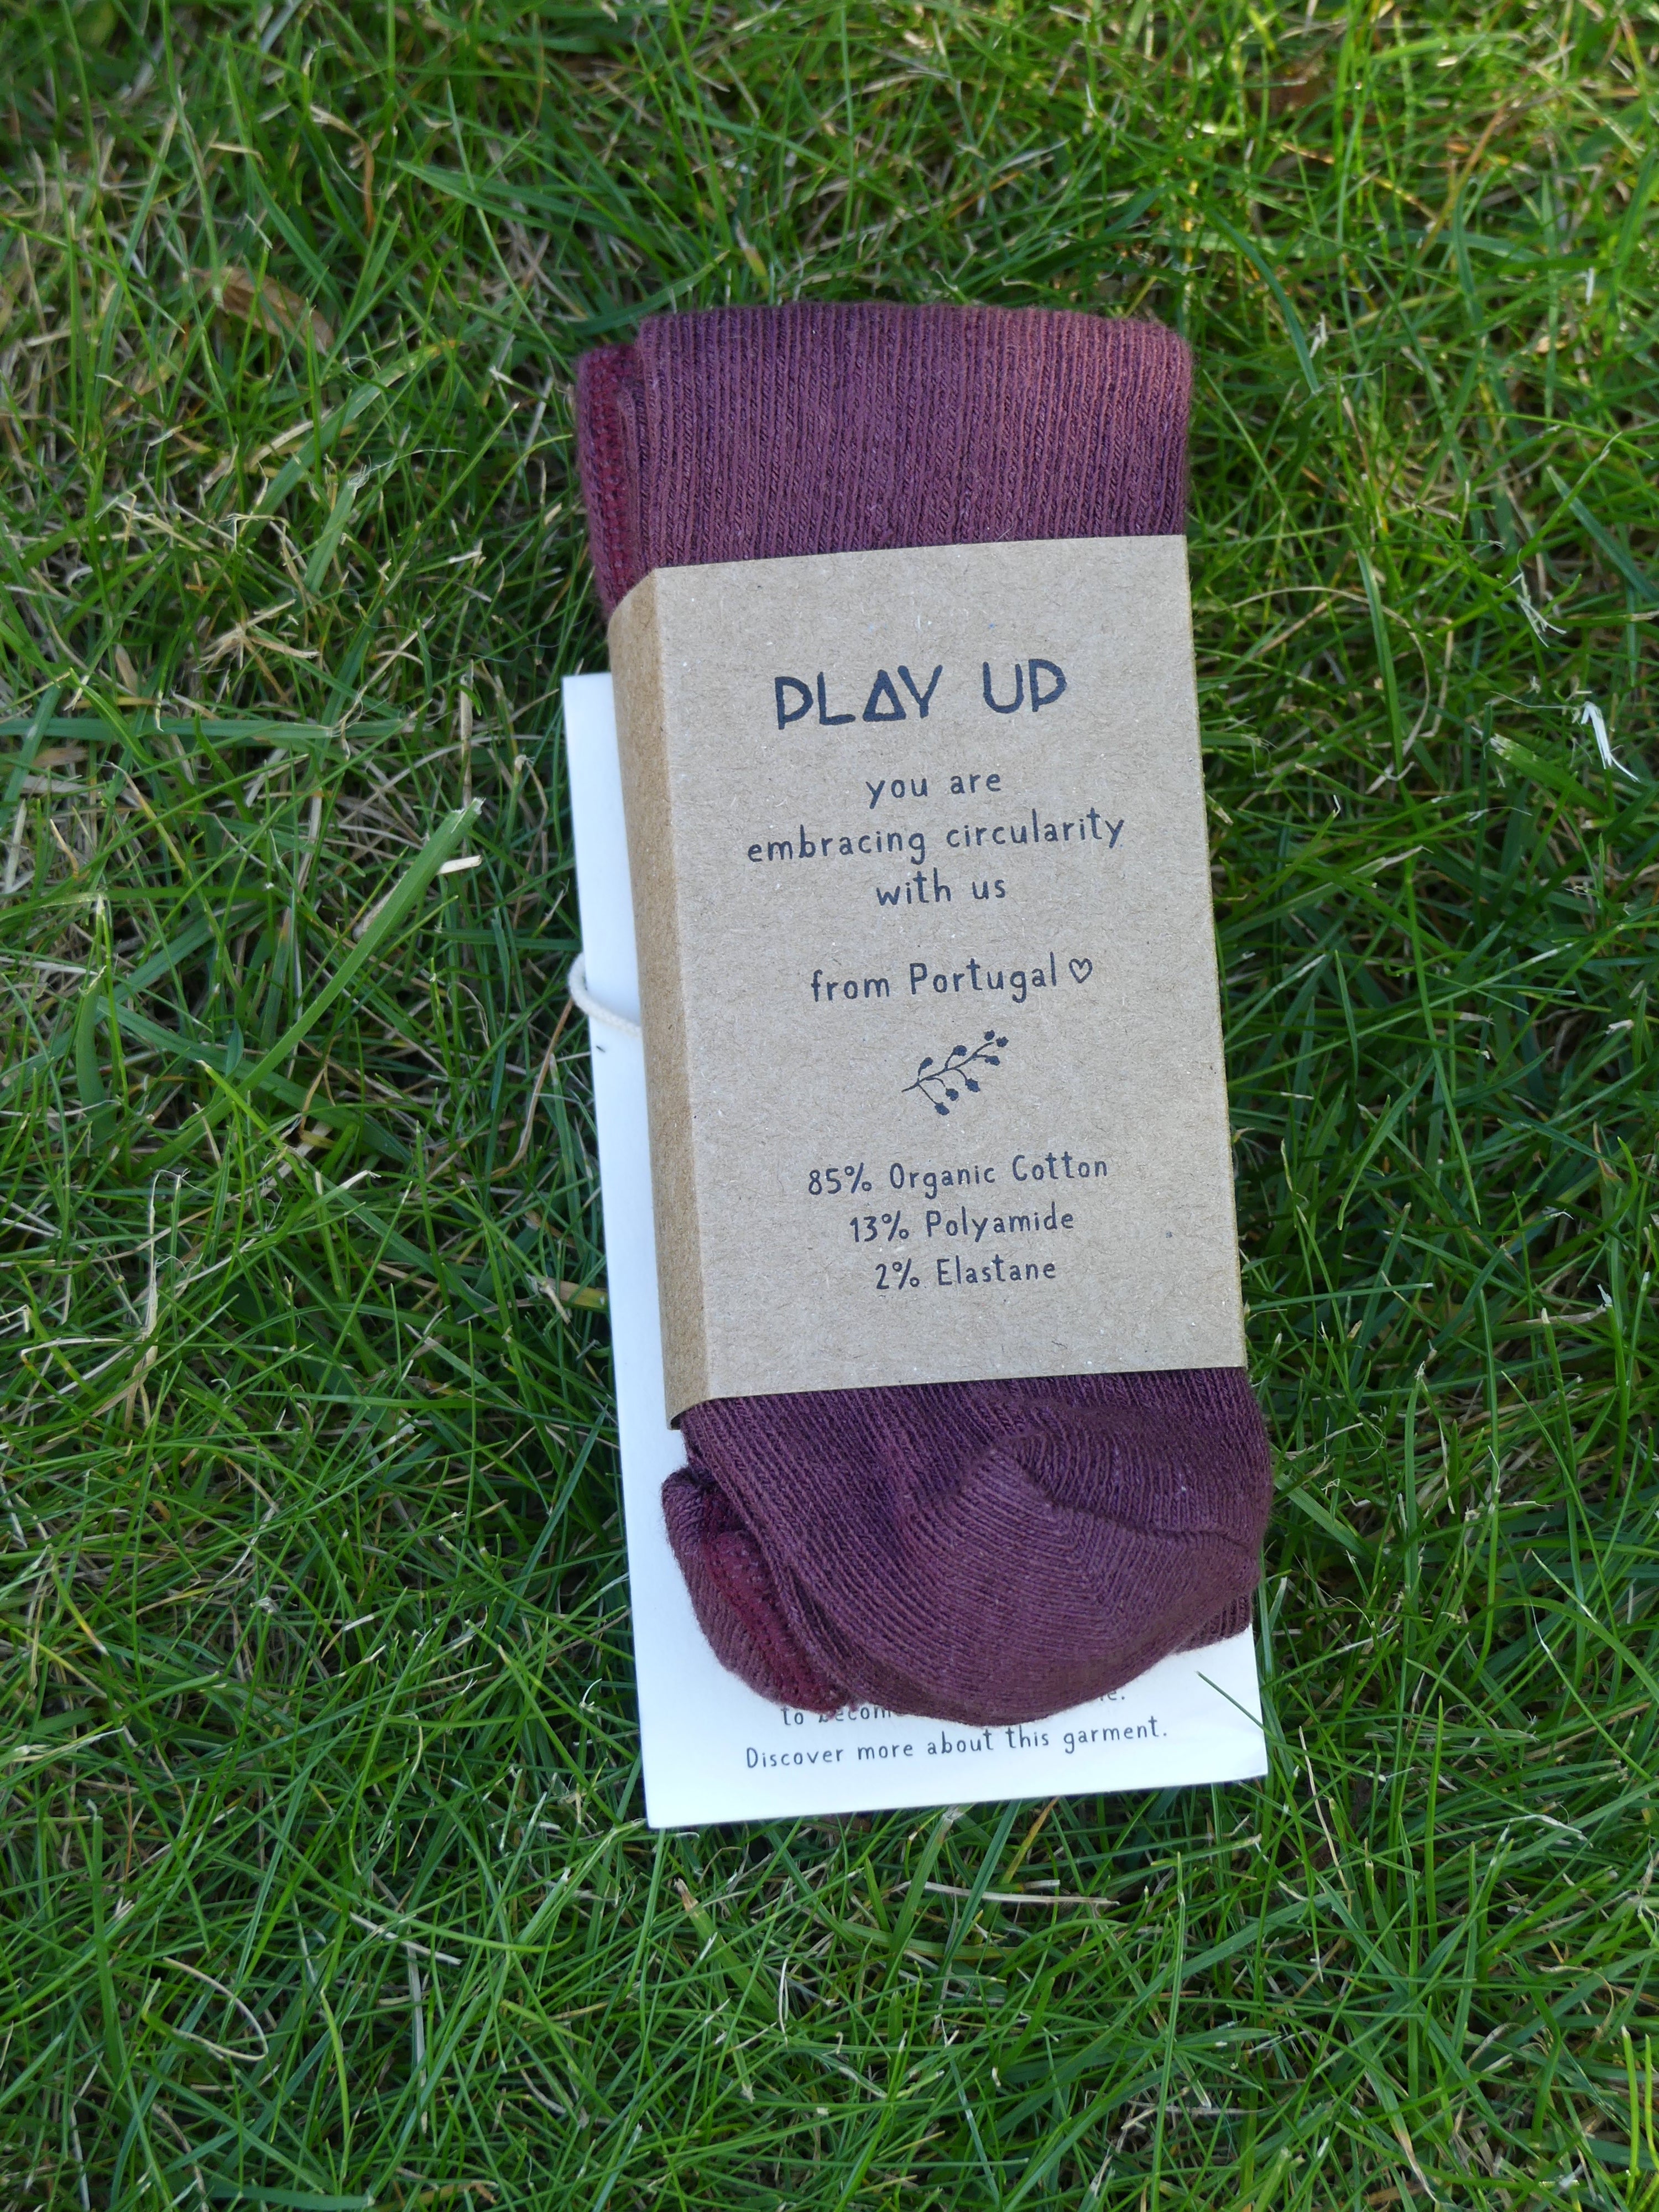 PLAY UP
you are
embracing circularity
with us
from Portugal ♡
85% Organic Cotton
13% Polyamide
2% Elastane
to
Discover more about this garment.